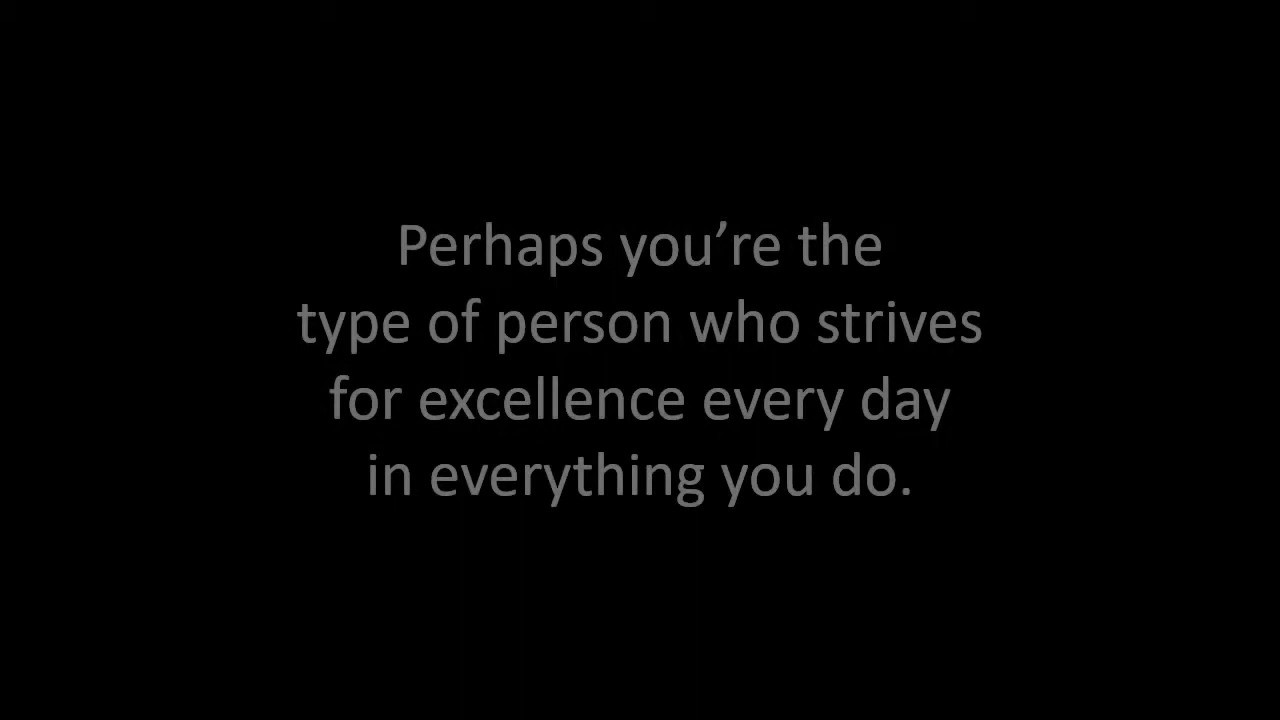 Perhaps you’re the
type of person who strives
for excellence every day
in everything you do.